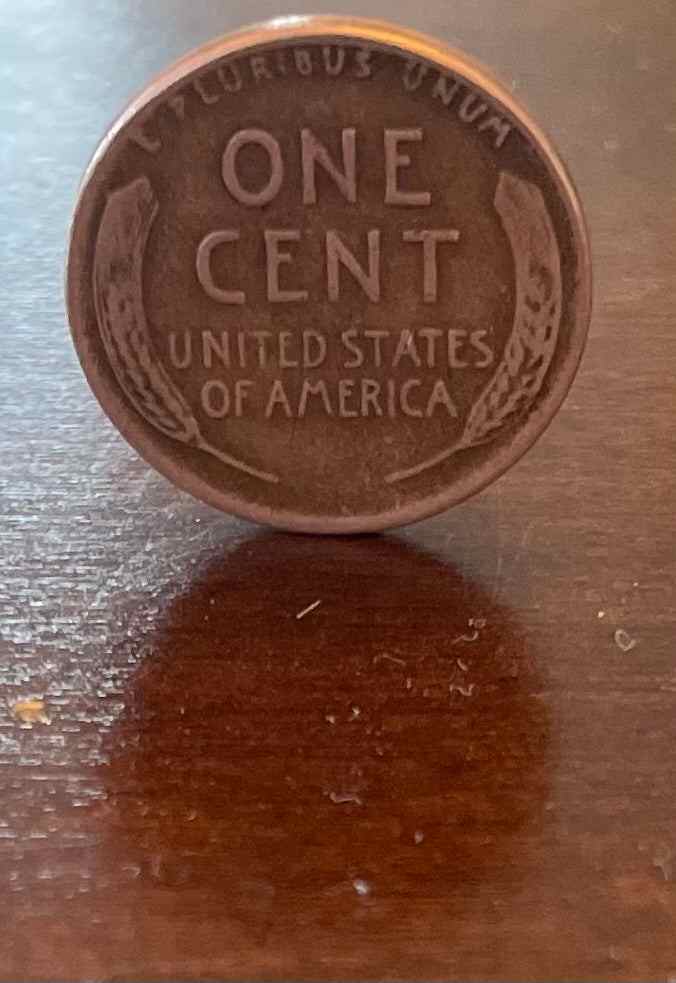 E PLURIBUS UNUM
ONE
CENT
UNITED STATES
OF AMERICA